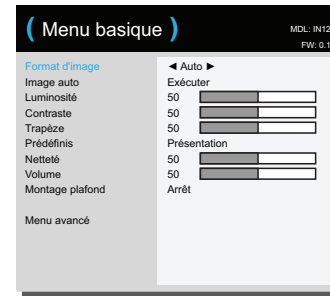 ( Menu basique )
MDL: IN12
FW: 0.1
Format d'image ◄ Auto ►
Image auto Exécuter
Luminosité 50
Contraste 50
Trapèze 50
Prédéfinis Présentation
Netteté 50
Volume 50
Montage plafond Arrêt
Menu avancé